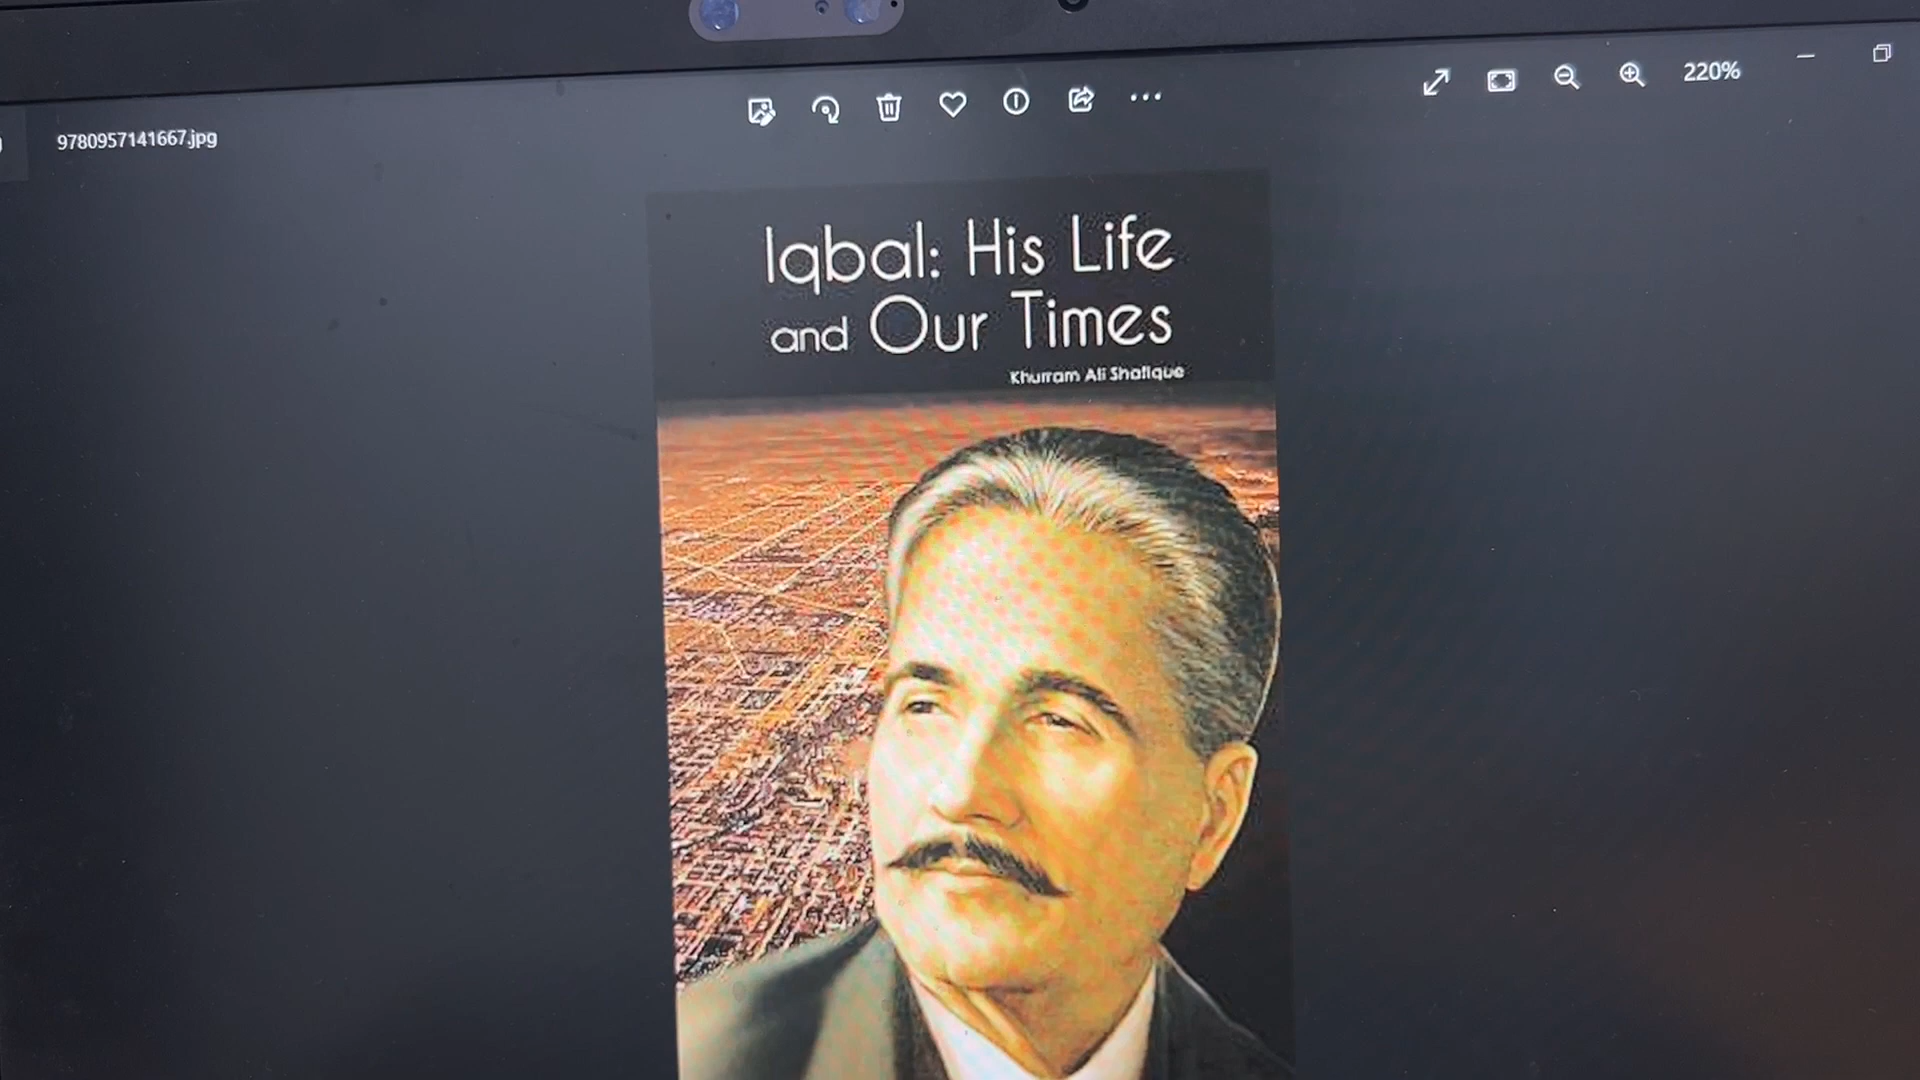 220%
9780957141667.jpg
Iqbal: His Life
and Our Times
Khurram Ali Shafique